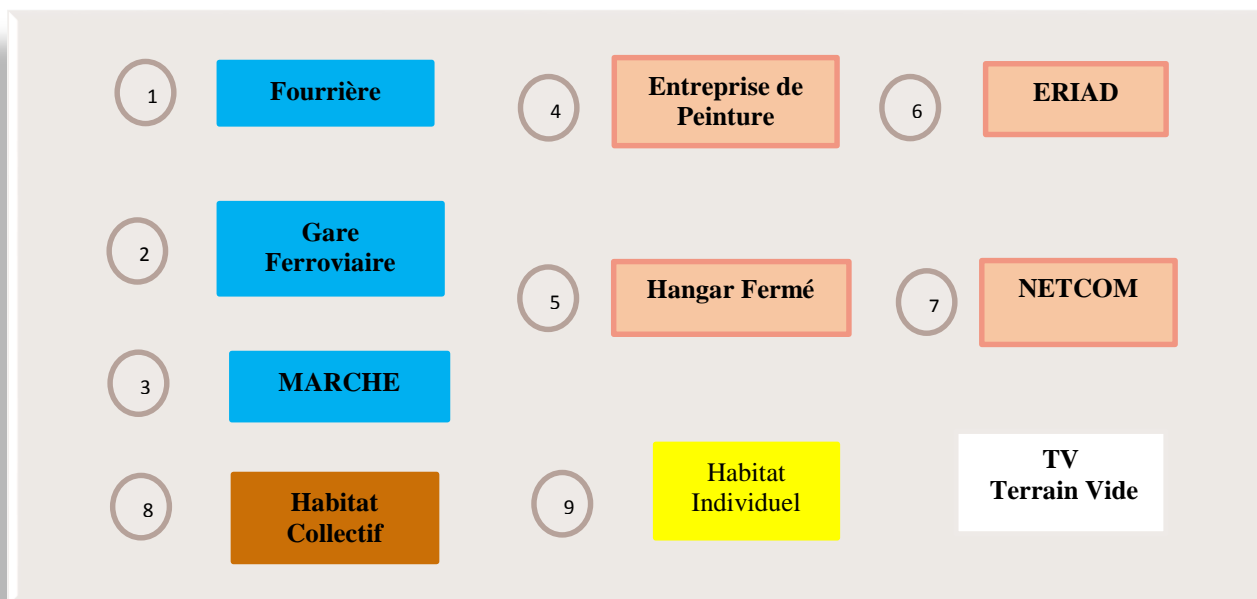 1
Fourrière
4
Entreprise de
Peinture
6
ERIAD
2
Gare
Ferroviaire
5
Hangar Fermé
7
NETCOM
3
MARCHE
8
Habitat
Collectif
9
Habitat
Individuel
TV
Terrain Vide